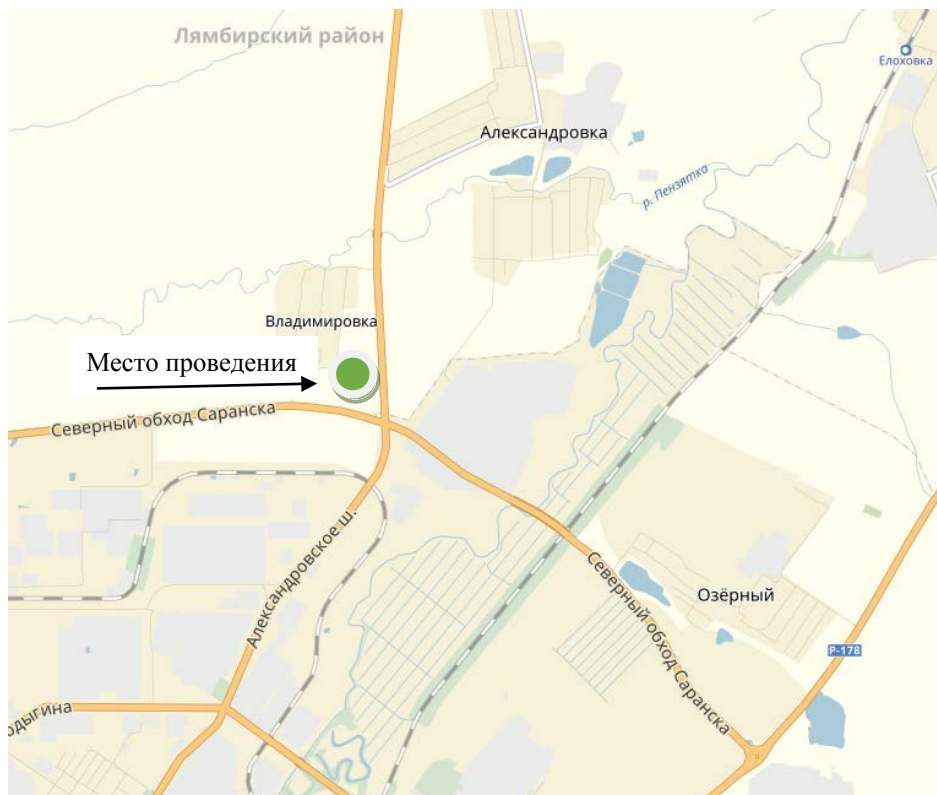 Лямбирский район
Елоховка
Александровка
р. Пензятка
Владимировка
Место проведения
Северный обход Саранска
Александровское ш.
Северный обход Саранска
Озёрный
Р-178
одыгина